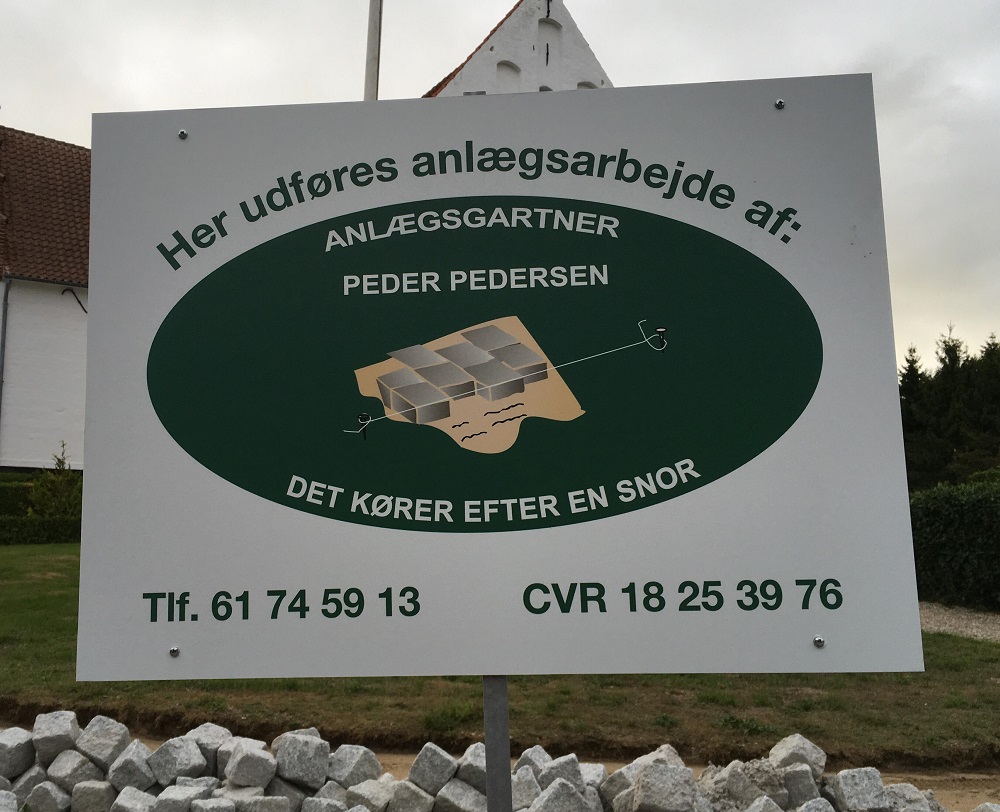 Her udføres anlægsarbejde af:
ANLÆGSGARTNER
PEDER PEDERSEN
DET KØRER EFTER EN SNOR
Tlf. 61 74 59 13
CVR 18 25 39 76